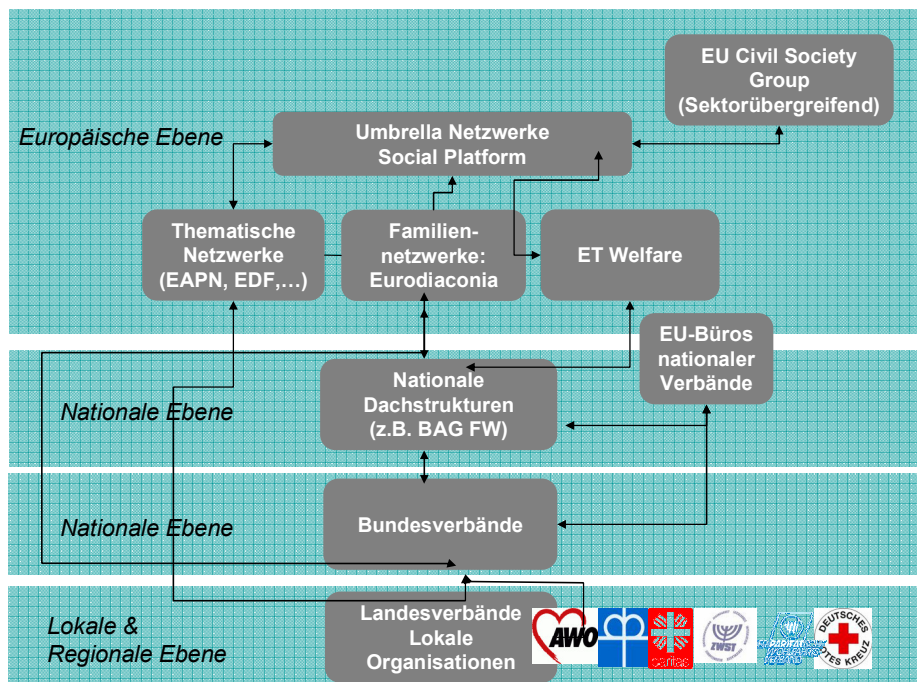 EU Civil Society
Group
(Sektorübergreifend)
Europäische Ebene
Umbrella Netzwerke
Social Platform
Thematische
Netzwerke
(EAPN, EDF,…)
Familien-
netzwerke:
Eurodiaconia
ET Welfare
EU-Büros
nationaler
Verbände
Nationale Ebene
Nationale
Dachstrukturen
(z.B. BAG FW)
Nationale Ebene
Bundesverbände
Lokale &
Regionale Ebene
Landesverbände
Lokale
Organisationen
AWO
caritas
ZWST
DEUTSCHES
ROTES KREUZ